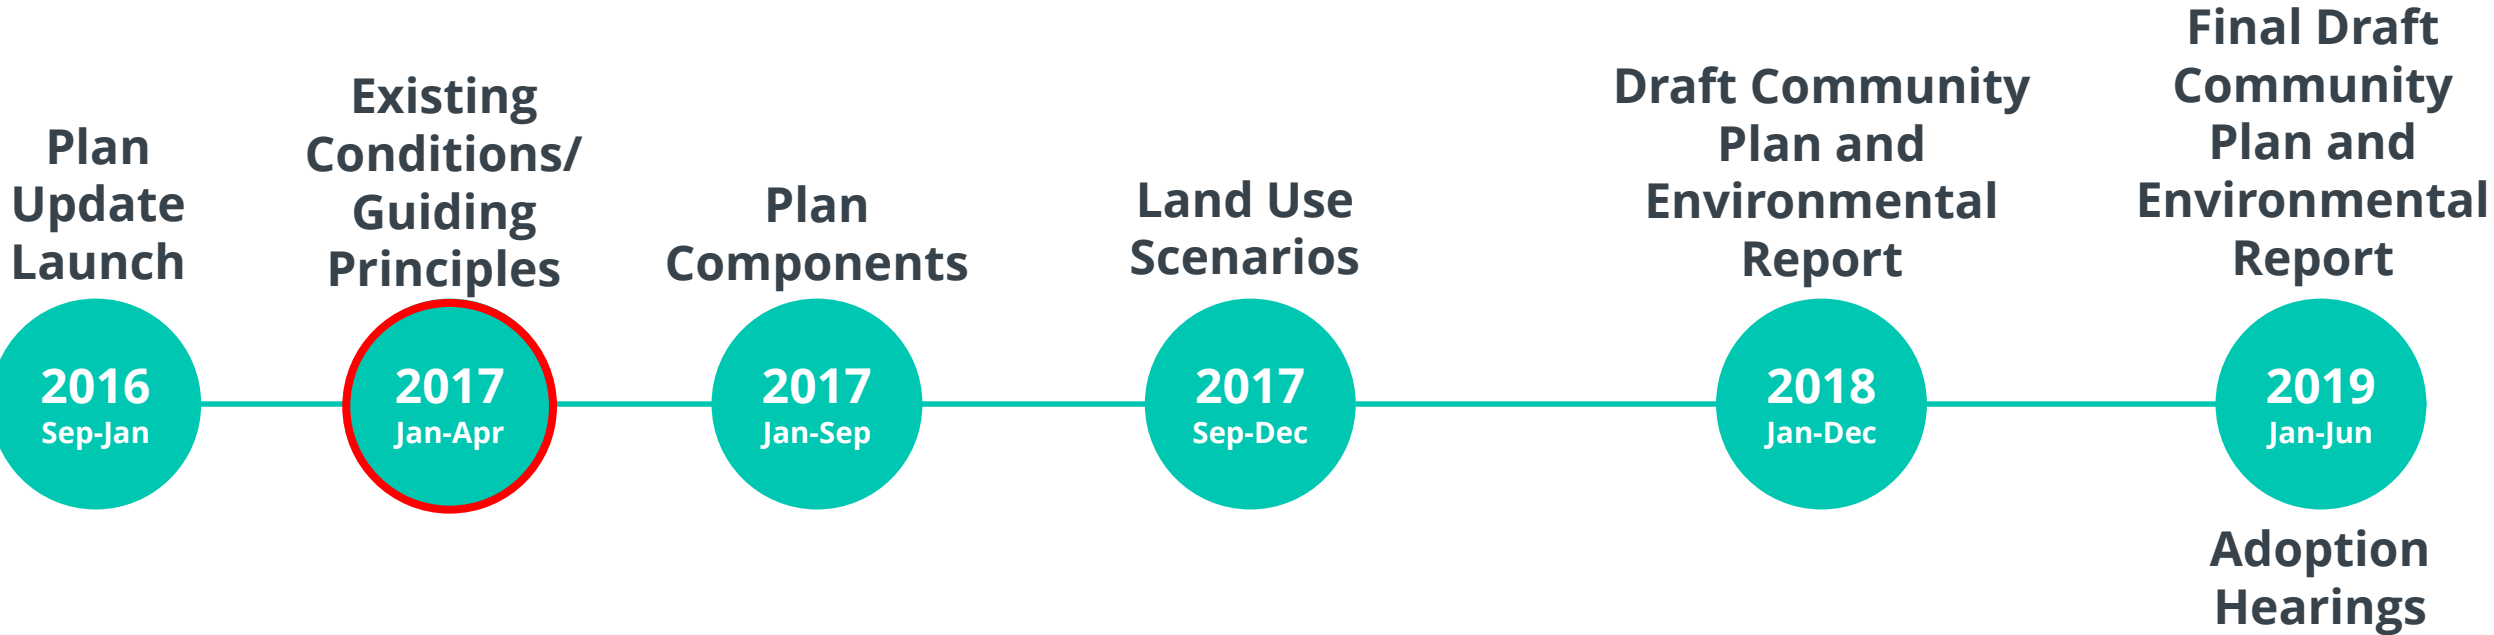 Plan
Update
Launch
2016
Sep-Jan
Existing
Conditions/
Guiding
Principles
2017
Jan-Apr
Plan
Components
2017
Jan-Sep
Land Use
Scenarios
2017
Sep-Dec
Draft Community
Plan and
Environmental
Report
2018
Jan-Dec
Final Draft
Community
Plan and
Environmental
Report
2019
Jan-Jun
Adoption
Hearings